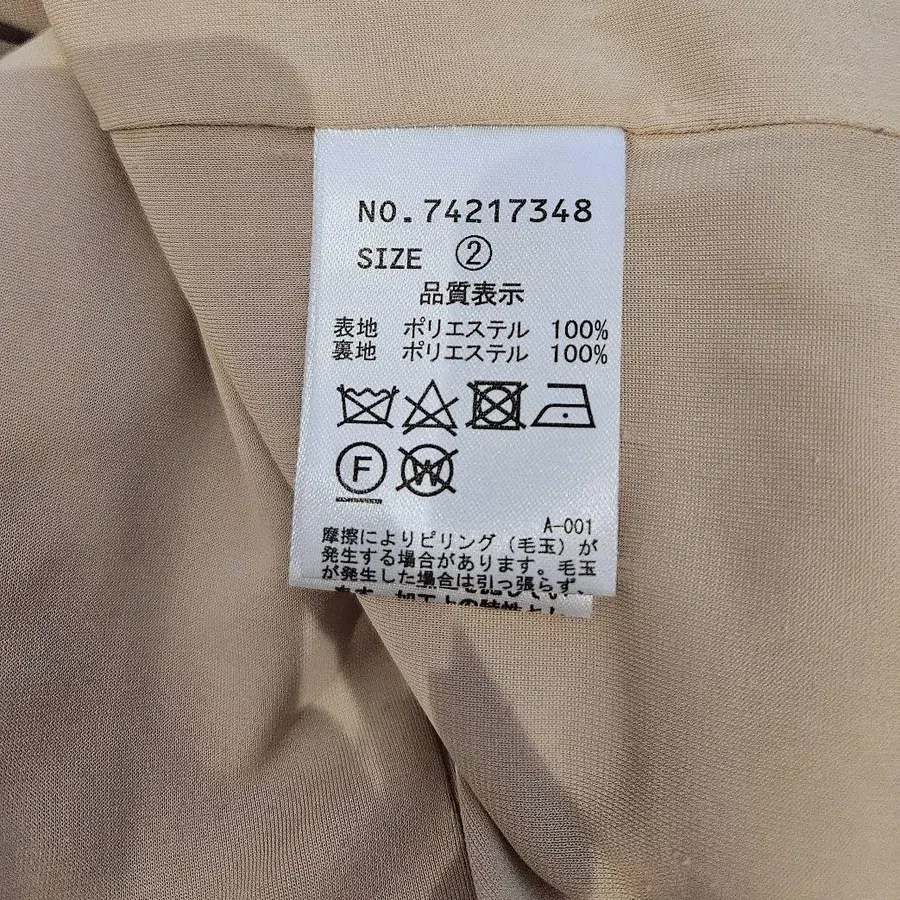 NO.74217348
SIZE ②
品質表示
表地 ポリエステル 100%
裏地 ポリエステル 100%
F W
A-001
摩擦によりピリング(毛玉)が
発生する場合があります。毛玉
が発生した場合は引っ張らず